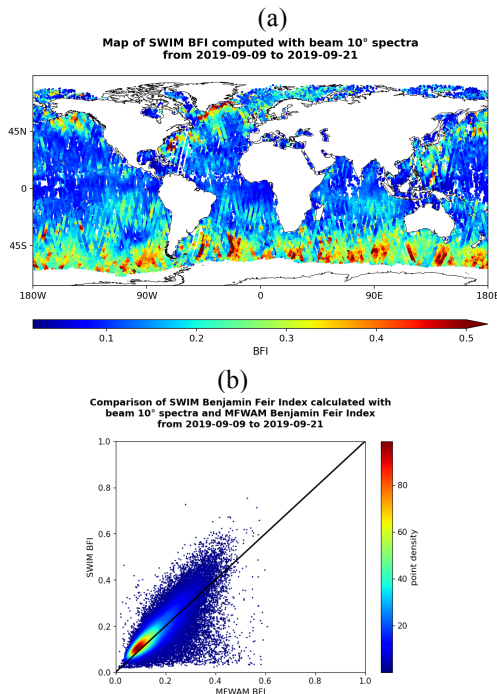 (a)
Map of SWIM BFI computed with beam 10° spectra
from 2019-09-09 to 2019-09-21
45N
0
45S
180W 90W 0 90E 180E
0.1 0.2 0.3 0.4 0.5
BFI
(b)
Comparison of SWIM Benjamin Feir Index calculated with
beam 10° spectra and MFWAM Benjamin Feir Index
from 2019-09-09 to 2019-09-21
1.0
0.8
0.6
0.4
0.2
0.0
SWIM BFI
0.0 0.2 0.4 0.6 0.8 1.0
MFWAM BFI
80
60
40
20
point density